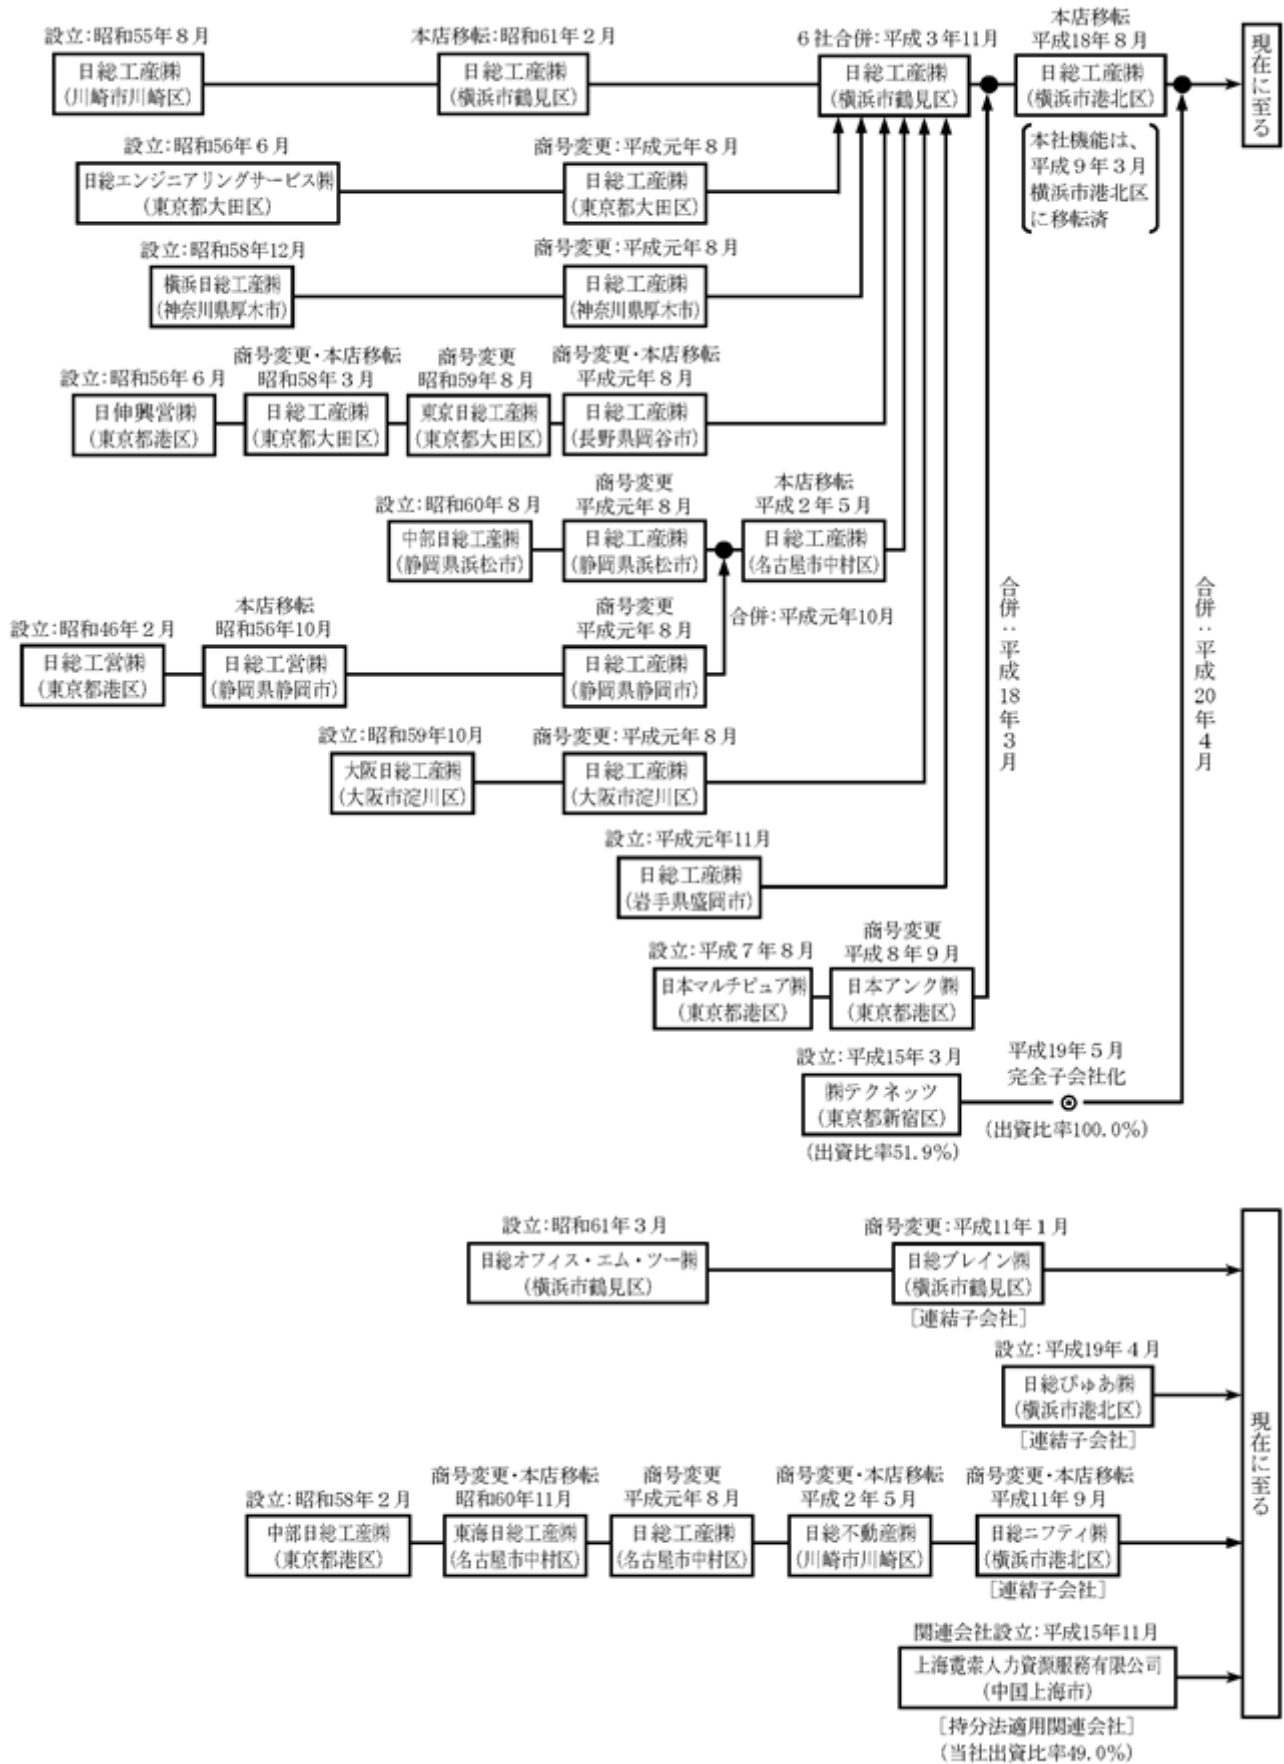 設立:昭和55年8月
日総工産㈱
(川崎市川崎区)
本店移転:昭和61年2月
日総工産㈱
(横浜市鶴見区)
6社合併:平成3年11月
日総工産㈱
(横浜市鶴見区)
本店移転
平成18年8月
日総工産㈱
(横浜市港北区)
本社機能は、
平成9年3月
横浜市港北区
に移転済
現在に至る
設立:昭和56年6月
日総エンジニアリングサービス㈱
(東京都大田区)
商号変更:平成元年8月
日総工産㈱
(東京都大田区)
設立:昭和58年12月
横浜日総工産㈱
(神奈川県厚木市)
商号変更:平成元年8月
日総工産㈱
(神奈川県厚木市)
設立:昭和56年6月
日伸興営㈱
(東京都港区)
商号変更・本店移転
昭和58年3月
日総工産㈱
(東京都大田区)
商号変更
昭和59年8月
東京日総工産㈱
(東京都大田区)
商号変更・本店移転
平成元年8月
日総工産㈱
(長野県岡谷市)
設立:昭和60年8月
中部日総工産㈱
(静岡県浜松市)
商号変更
平成元年8月
日総工産㈱
(静岡県浜松市)
本店移転
平成2年5月
日総工産㈱
(名古屋市中村区)
設立:昭和46年2月
日総工営㈱
(東京都港区)
本店移転
昭和56年10月
日総工営㈱
(静岡県静岡市)
商号変更
平成元年8月
日総工産㈱
(静岡県静岡市)
合併:平成元年10月
設立:昭和59年10月
大阪日総工産㈱
(大阪市淀川区)
商号変更:平成元年8月
日総工産㈱
(大阪市淀川区)
設立:平成元年11月
日総工産㈱
(岩手県盛岡市)
設立:平成7年8月
日本マルチピュア㈱
(東京都港区)
商号変更
平成8年9月
日本アンク㈱
(東京都港区)
合併:平成18年3月
設立:平成15年3月
㈱テクネッツ
(東京都新宿区)
(出資比率51.9%)
平成19年5月
完全子会社化
(出資比率100.0%)
合併:平成20年4月
設立:昭和61年3月
日総オフィス・エム・ツー㈱
(横浜市鶴見区)
商号変更:平成11年1月
日総ブレイン㈱
(横浜市鶴見区)
[連結子会社]
設立:平成19年4月
日総ぴゅあ㈱
(横浜市港北区)
[連結子会社]
設立:昭和58年2月
中部日総工産㈱
(東京都港区)
商号変更・本店移転
昭和60年11月
東海日総工産㈱
(名古屋市中村区)
商号変更
平成元年8月
日総工産㈱
(名古屋市中村区)
商号変更・本店移転
平成2年5月
日総不動産㈱
(川崎市川崎区)
商号変更・本店移転
平成11年9月
日総ニフティ㈱
(横浜市港北区)
[連結子会社]
関連会社設立:平成15年11月
上海霓索人力資源服務有限公司
(中国上海市)
[持分法適用関連会社]
(当社出資比率49.0%)
現在に至る